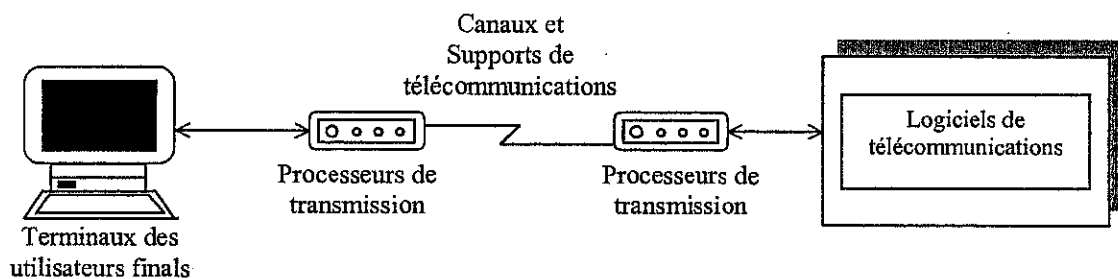 Canaux et
Supports de
télécommunications
Logiciels de
télécommunications
Processeurs de
transmission
Processeurs de
transmission
Terminaux des
utilisateurs finals